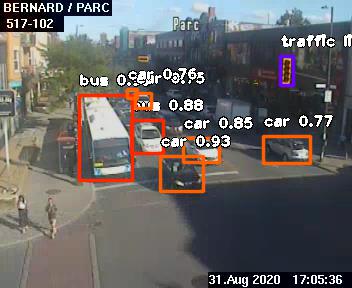 BERNARD / PARC
517-102
Parc
traffic
car 0.76
bus 0.88
car 0.85
car 0.77
car 0.93
31.Aug 2020 17:05:36